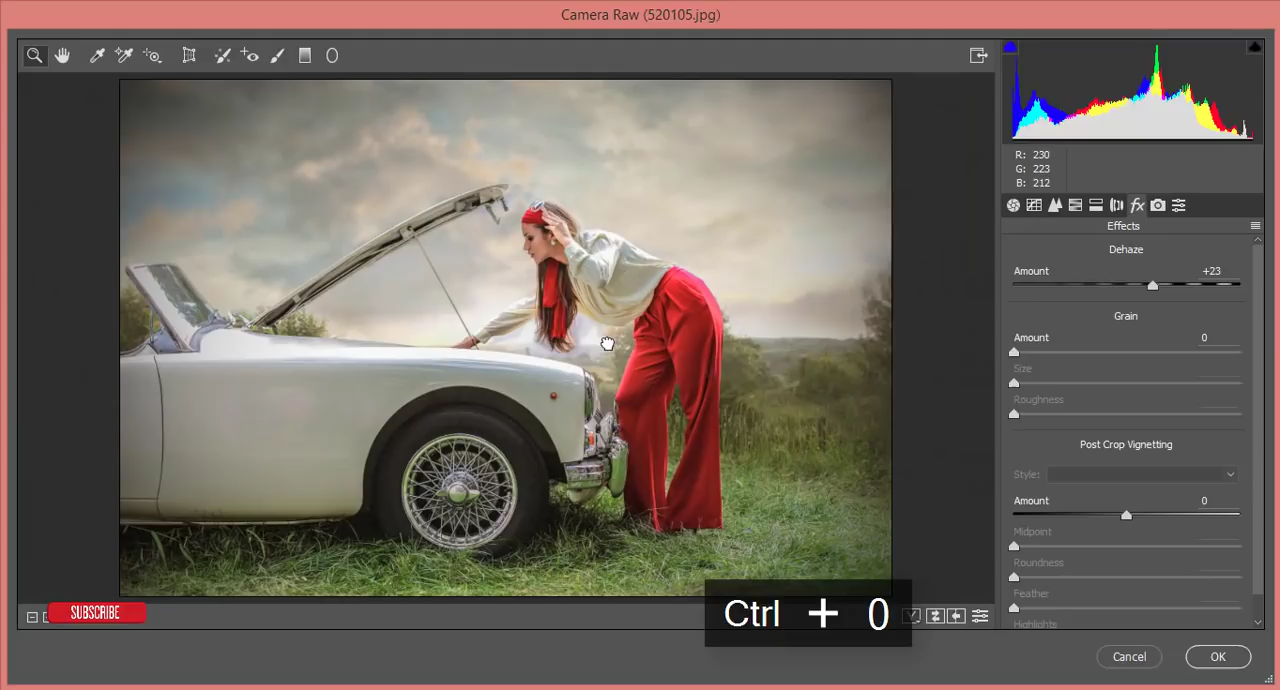 Camera Raw (520105.jpg)
R: 230
G: 223
B: 212
fx
Effects
Dehaze
Amount +23
Grain
Amount 0
Size
Roughness
Post Crop Vignetting
Style:
Amount 0
Midpoint
Roundness
Feather
Highlights
SUBSCRIBE
Ctrl + 0
Y
Cancel
OK